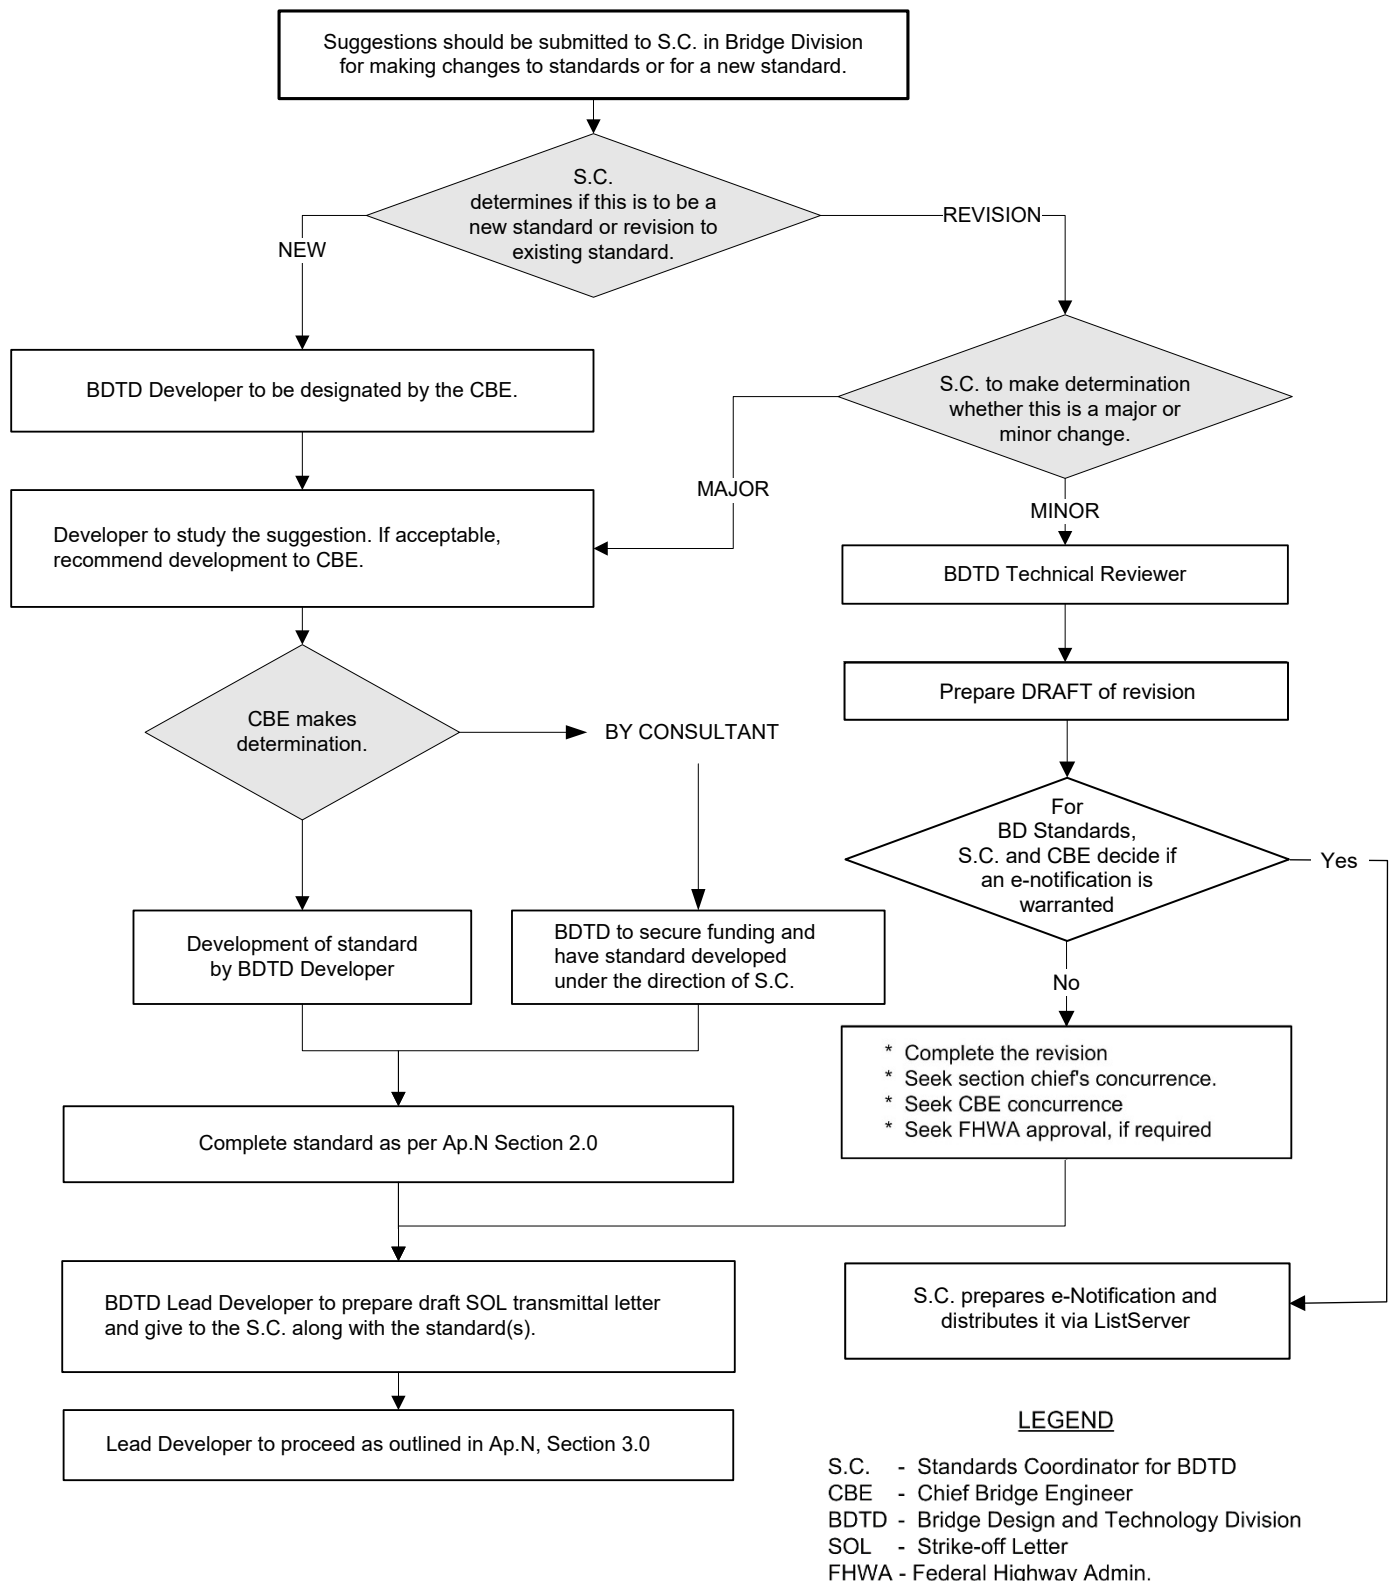 Suggestions should be submitted to S.C. in Bridge Division
for making changes to standards or for a new standard.
S.C.
determines if this is to be a
new standard or revision to
existing standard.
NEW
REVISION
BDTD Developer to be designated by the CBE.
S.C. to make determination
whether this is a major or
minor change.
MAJOR
MINOR
Developer to study the suggestion. If acceptable,
recommend development to CBE.
BDTD Technical Reviewer
Prepare DRAFT of revision
CBE makes
determination.
BY CONSULTANT
For
BD Standards,
S.C. and CBE decide if
an e-notification is
warranted
Yes
No
Development of standard
by BDTD Developer
BDTD to secure funding and
have standard developed
under the direction of S.C.
* Complete the revision
* Seek section chief's concurrence.
* Seek CBE concurrence
* Seek FHWA approval, if required
Complete standard as per Ap.N Section 2.0
BDTD Lead Developer to prepare draft SOL transmittal letter
and give to the S.C. along with the standard(s).
S.C. prepares e-Notification and
distributes it via ListServer
Lead Developer to proceed as outlined in Ap.N, Section 3.0
LEGEND
S.C. - Standards Coordinator for BDTD
CBE - Chief Bridge Engineer
BDTD - Bridge Design and Technology Division
SOL - Strike-off Letter
FHWA - Federal Highway Admin.